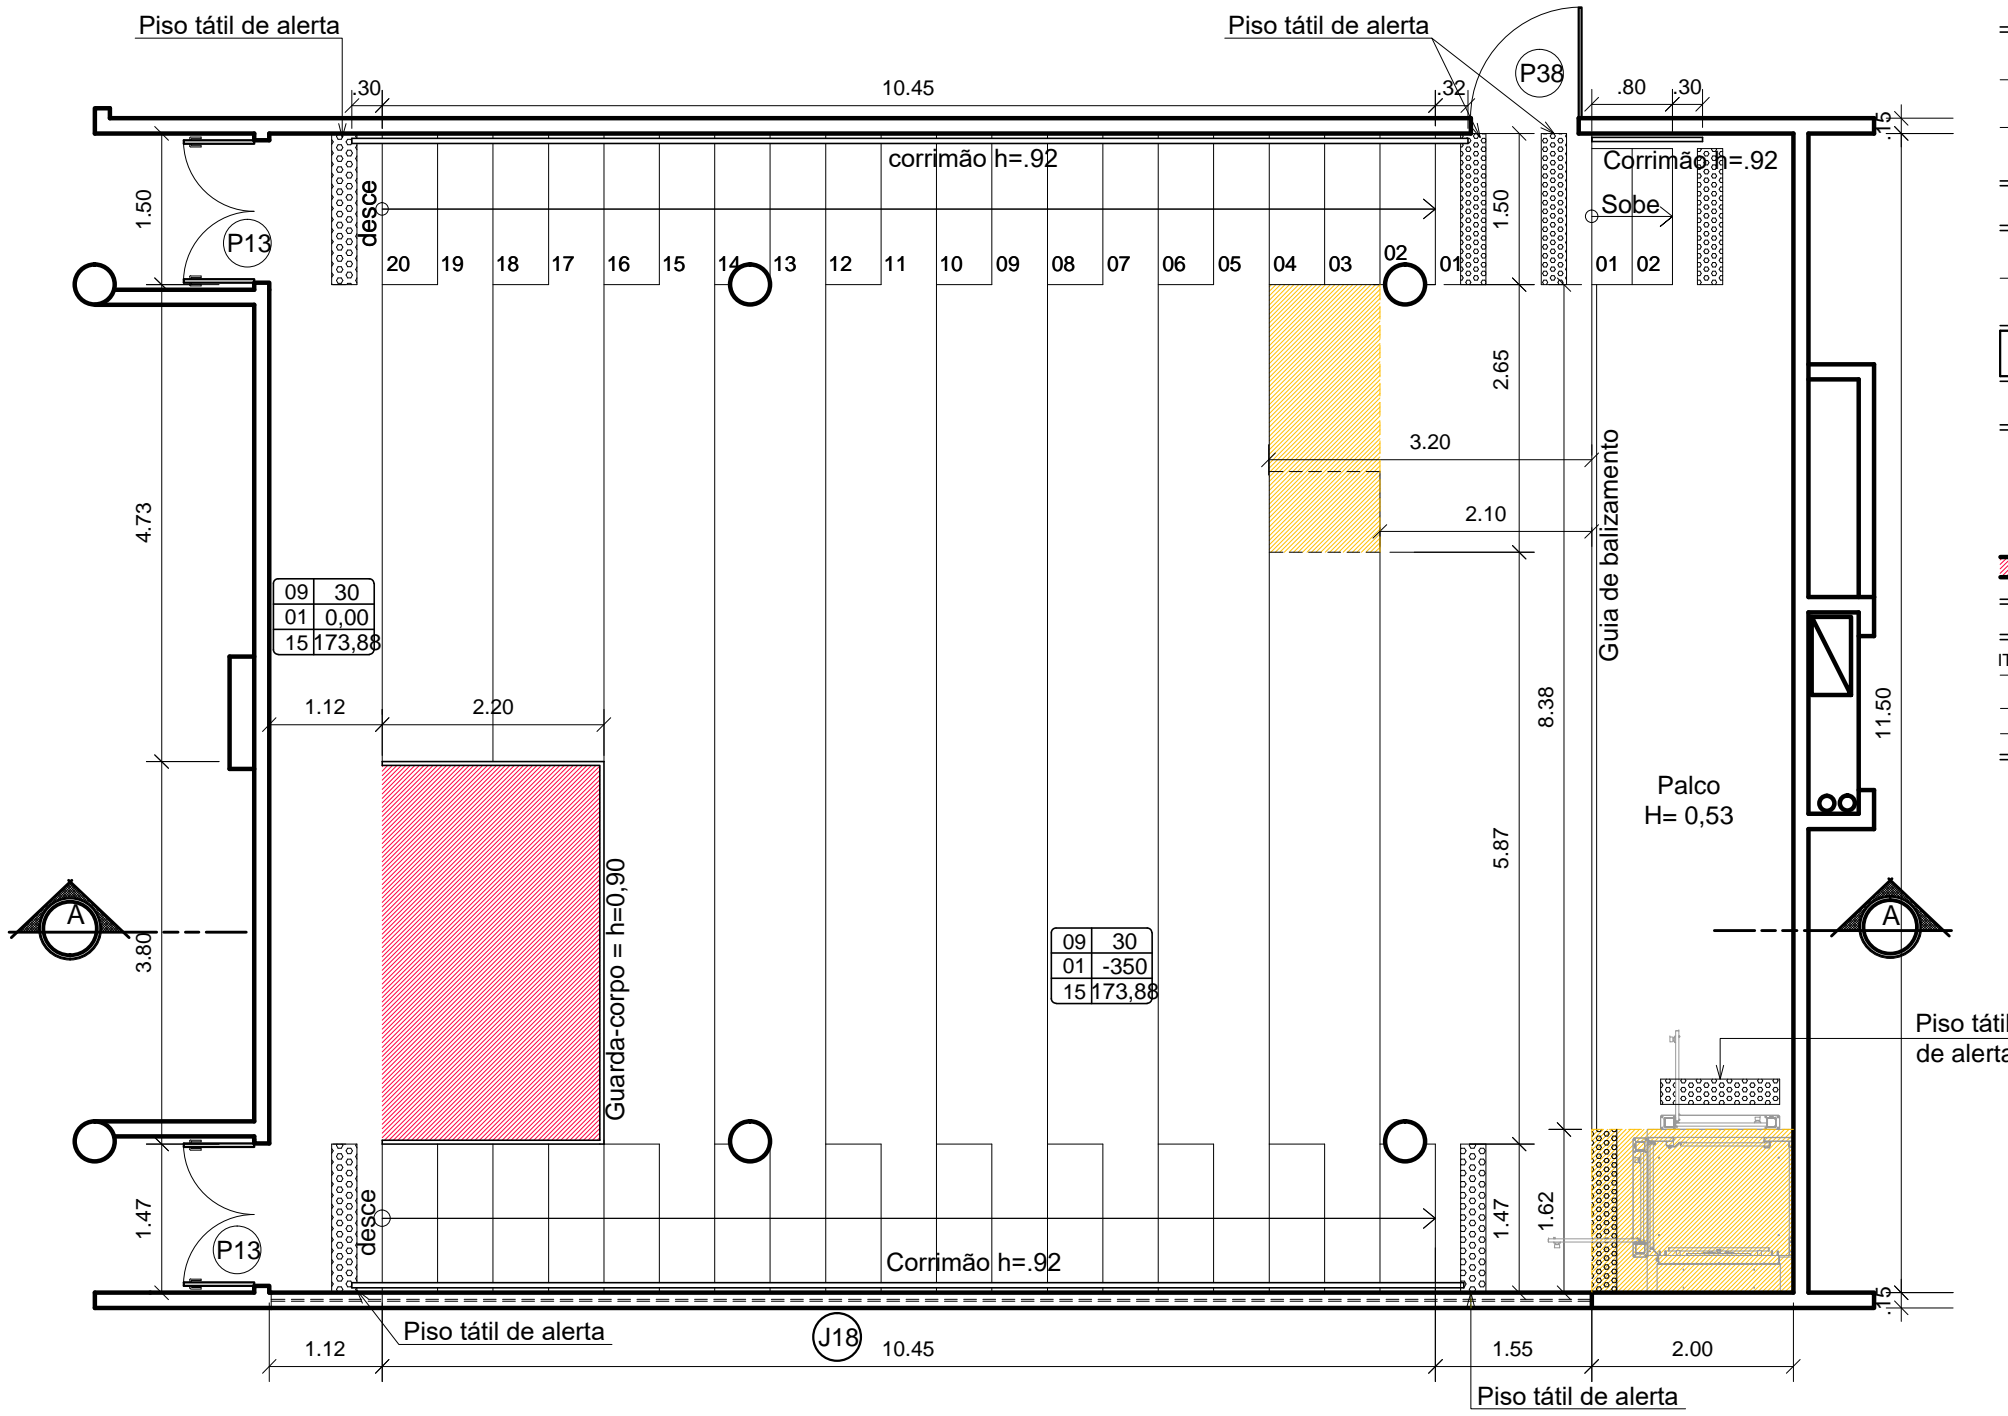 Piso tátil de alerta
Piso tátil de alerta
P38
.30
10.45
.32
.80
.30
.15
corrimão h=.92
Corrimão h=.92
1.50
desce
1.50
Sobe
P13
20 19 18 17 16 15 14 13 12 11 10 09 08 07 06 05 04 03 02 01
01 02
2.65
3.20
Guia de balizamento
4.73
2.10
09 30
01 0,00
15 173,88
1.12
2.20
8.38
11.50
Palco
H= 0,53
5.87
Guarda-corpo = h=0,90
A
A
3.80
09 30
01 -350
15 173,88
Piso tátil
de alerta
1.47
desce
1.47
1.62
P13
Corrimão h=.92
.15
Piso tátil de alerta
J18
1.12
10.45
1.55
2.00
Piso tátil de alerta